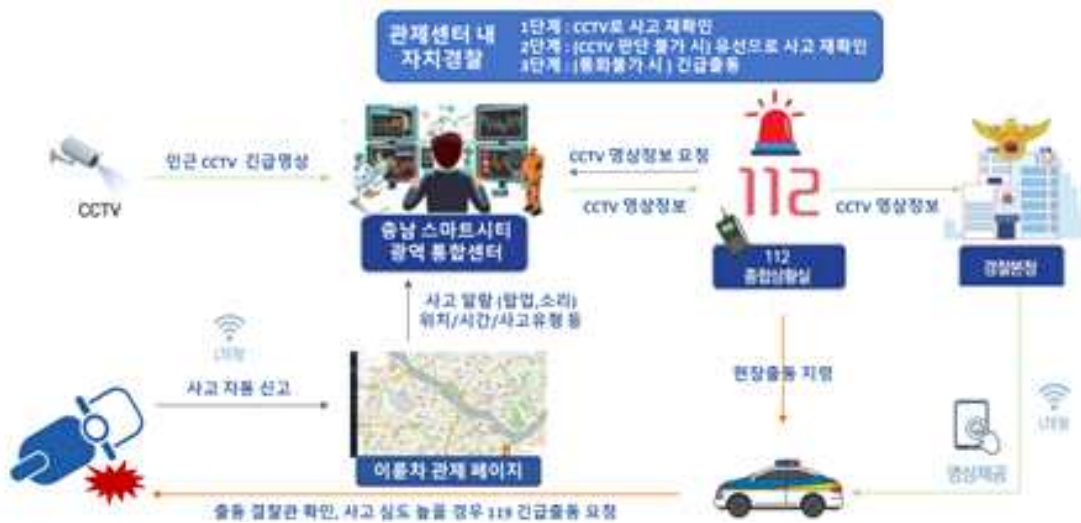 관제센터 내
자치경찰
1단계 : CCTV로 사고 재확인
2단계 : (CCTV 판단 불가 시) 유선으로 사고 재확인
3단계 : (통화불가 시) 긴급출동
CCTV
인근 CCTV 긴급영상
충남 스마트시티
광역 통합센터
CCTV 영상정보 요청
CCTV 영상정보
112
112
종합상황실
CCTV 영상정보
경찰본청
사고 알람 (팝업,소리)
위치/시간/사고유형 등
사고 자동 신고
이륜차 관제 페이지
현장출동 지령
영상제공
출동 경찰관 확인, 사고 심도 높을 경우 119 긴급출동 요청